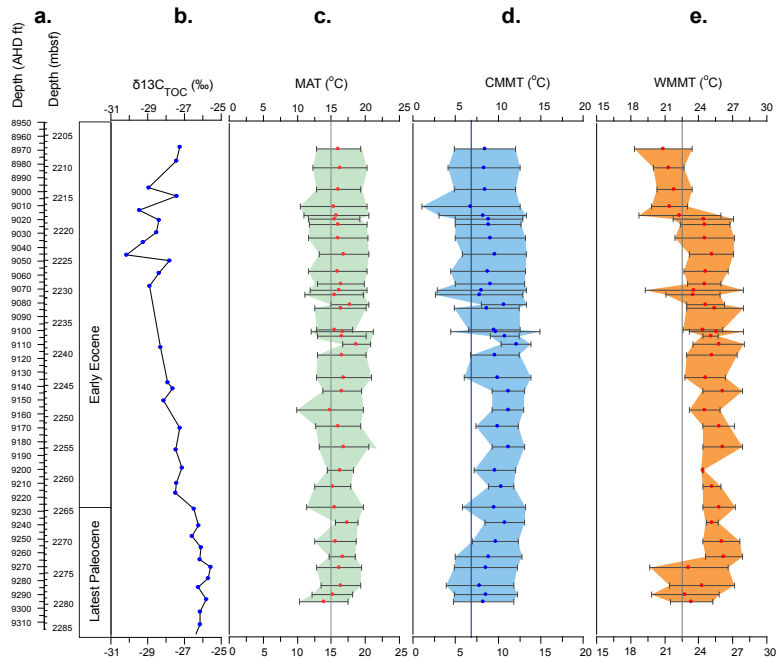 a.
b.
c.
d.
e.
Depth (AHD ft)
Depth (mbsf)
δ13C_TOC (‰)
MAT (°C)
CMMT (°C)
WMMT (°C)
-31 -29 -27 -25
0 5 10 15 20 25
0 5 10 15 20
15 18 21 24 27 30
8950
8960
8970
8980
8990
9000
9010
9020
9030
9040
9050
9060
9070
9080
9090
9100
9110
9120
9130
9140
9150
9160
9170
9180
9190
9200
9210
9220
9230
9240
9250
9260
9270
9280
9290
9300
9310
2205
2210
2215
2220
2225
2230
2235
2240
2245
2250
2255
2260
2265
2270
2275
2280
2285
Early Eocene
Latest Paleocene
-31 -29 -27 -25
0 5 10 15 20 25
0 5 10 15 20
15 18 21 24 27 30